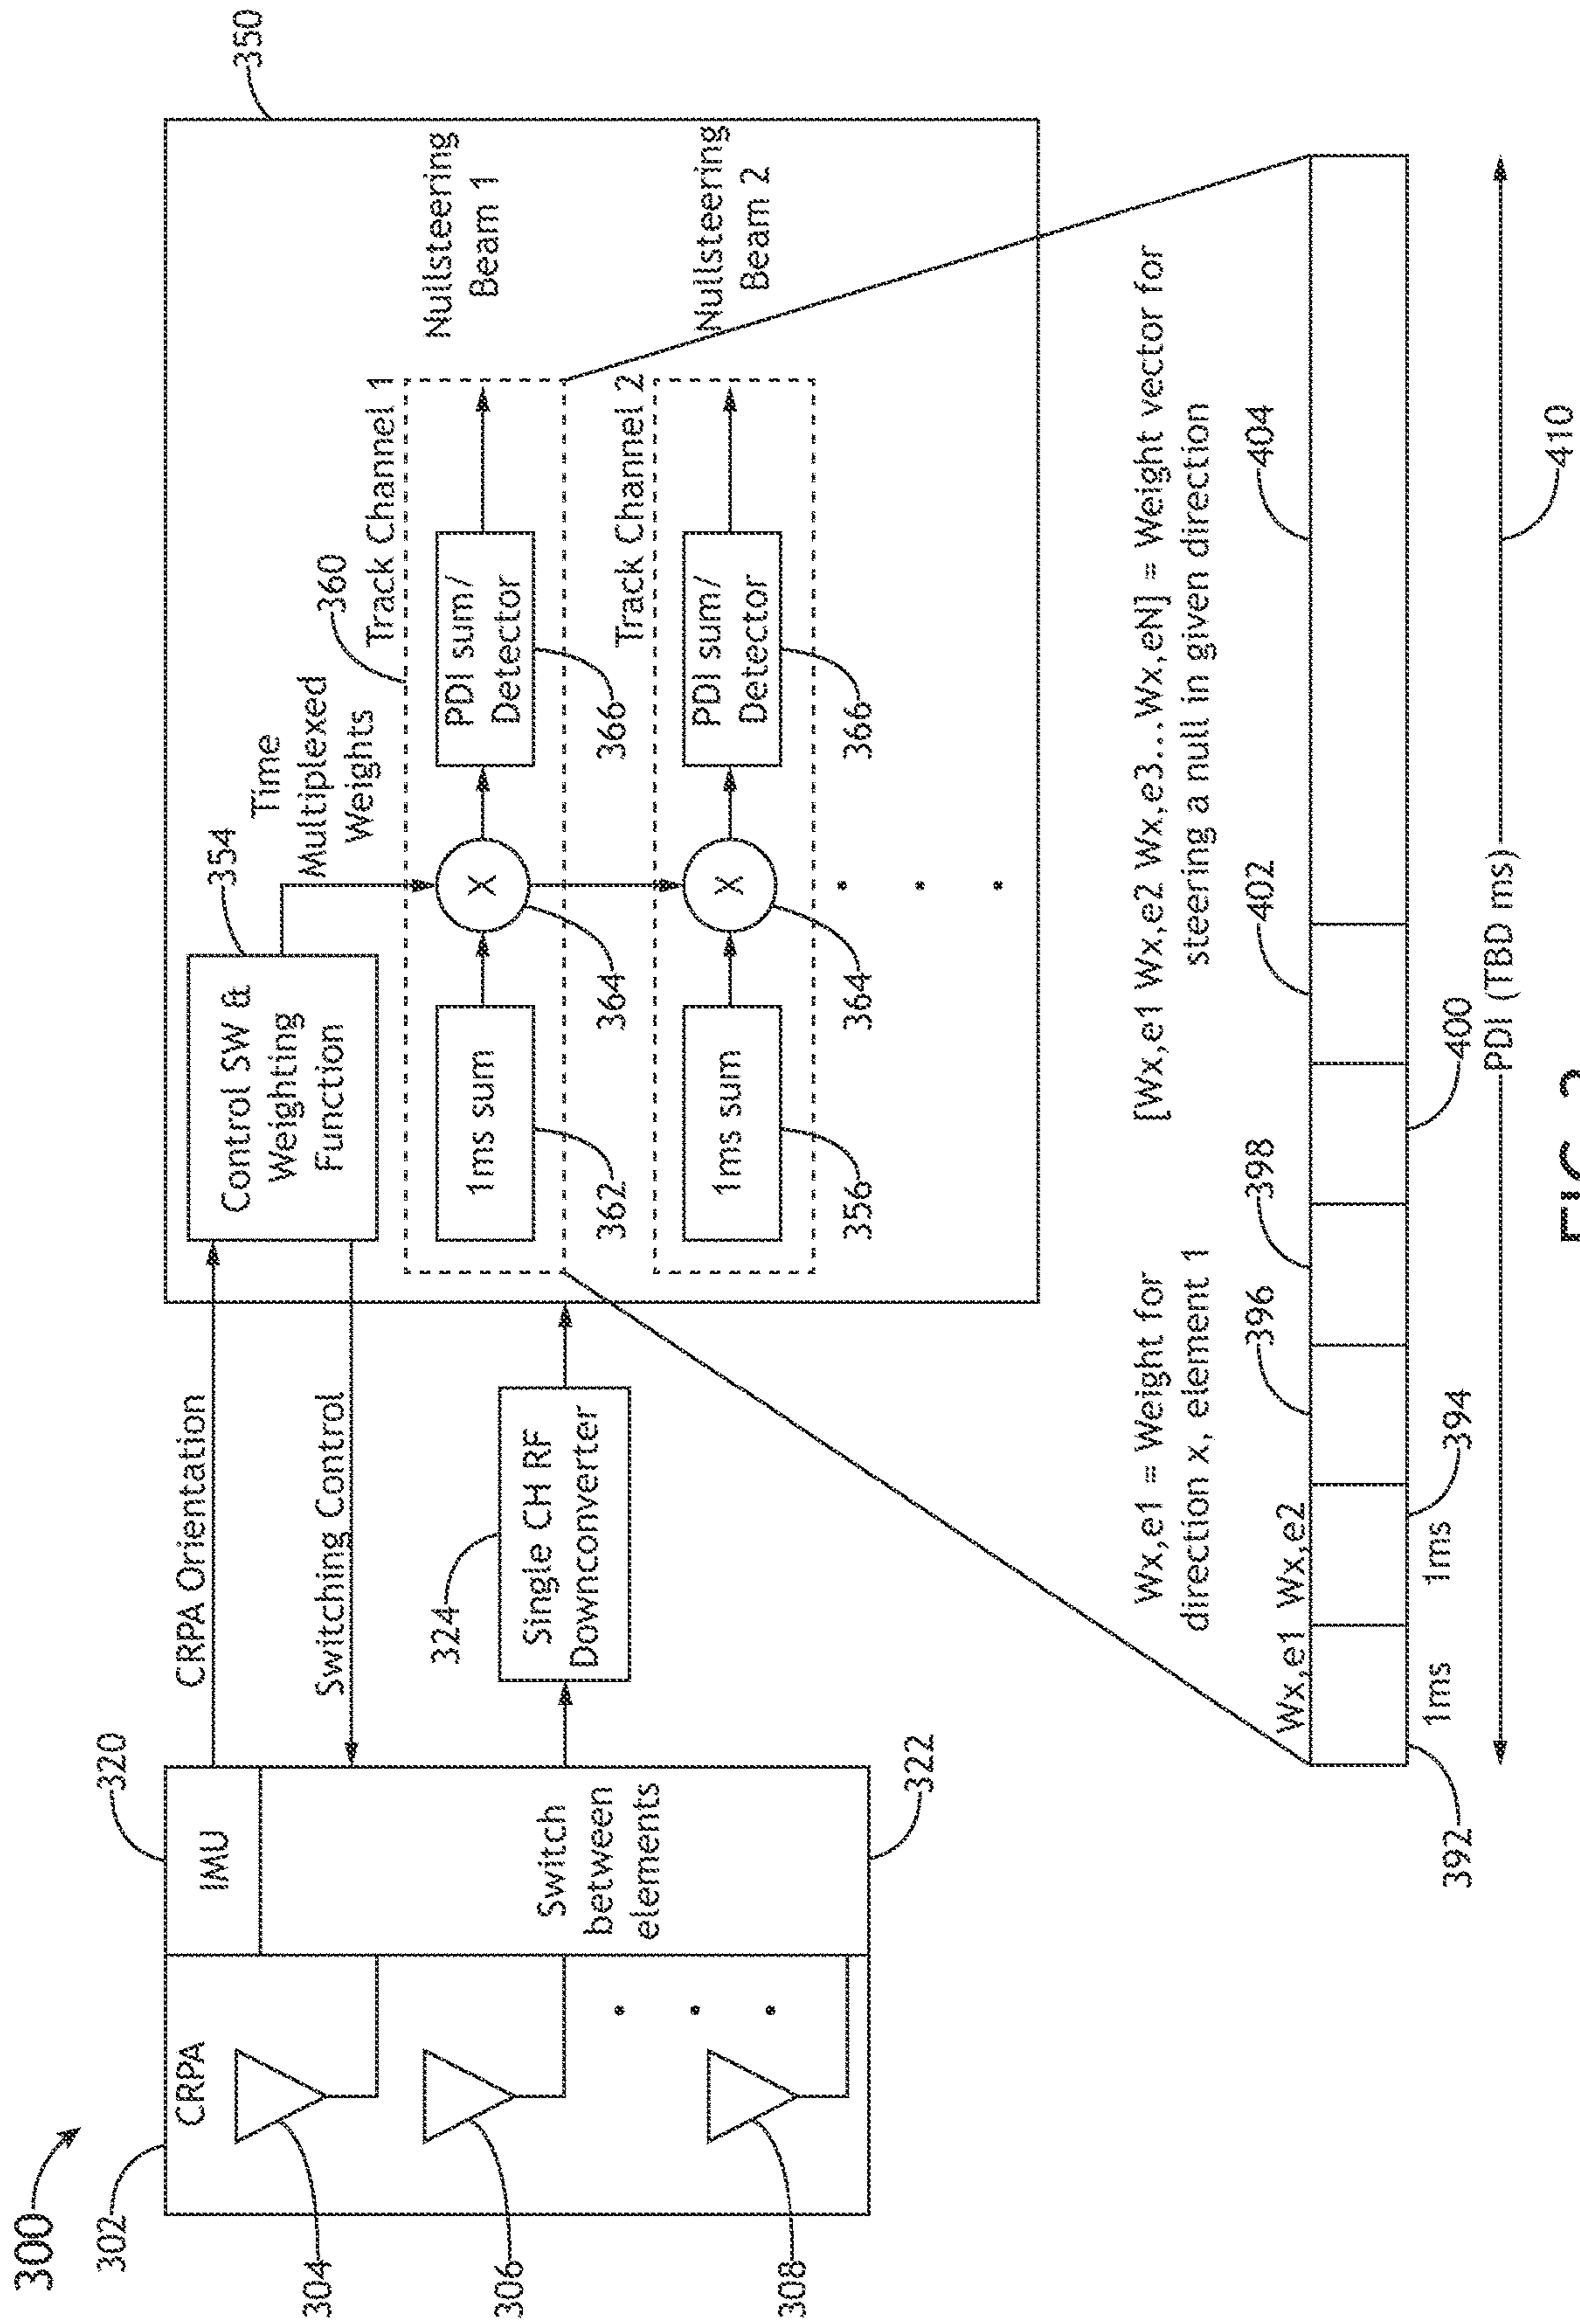 300
302
CRPA
304
306
308
320
IMU
Switch
between
elements
322
CRPA Orientation
Switching Control
324
Single CH RF
Downconverter
350
354
Control SW &
Weighting
Function
Time
Multiplexed
Weights
360
Track Channel 1
1ms sum
362
X
364
PDI sum/
Detector
366
Nullsteering
Beam 1
Track Channel 2
1ms sum
356
X
364
PDI sum/
Detector
366
Nullsteering
Beam 2
Wx,e1 = Weight for
direction x, element 1
[Wx,e1 Wx,e2 Wx,e3...Wx,eN] = Weight vector for
steering a null in given direction
Wx,e1 Wx,e2
396
398
402
404
1ms
1ms
392
394
400
PDI (TBD ms)
410